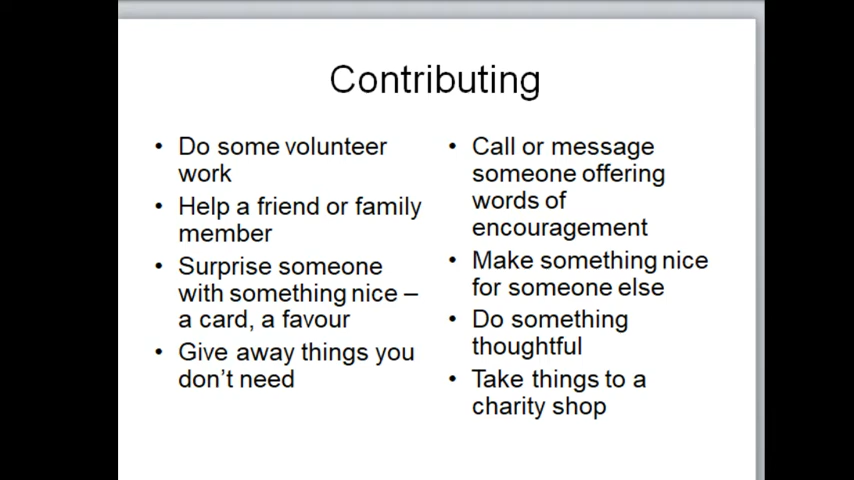 Contributing
• Do some volunteer
work
• Help a friend or family
member
• Surprise someone
with something nice –
a card, a favour
• Give away things you
don't need
• Call or message
someone offering
words of
encouragement
• Make something nice
for someone else
• Do something
thoughtful
• Take things to a
charity shop